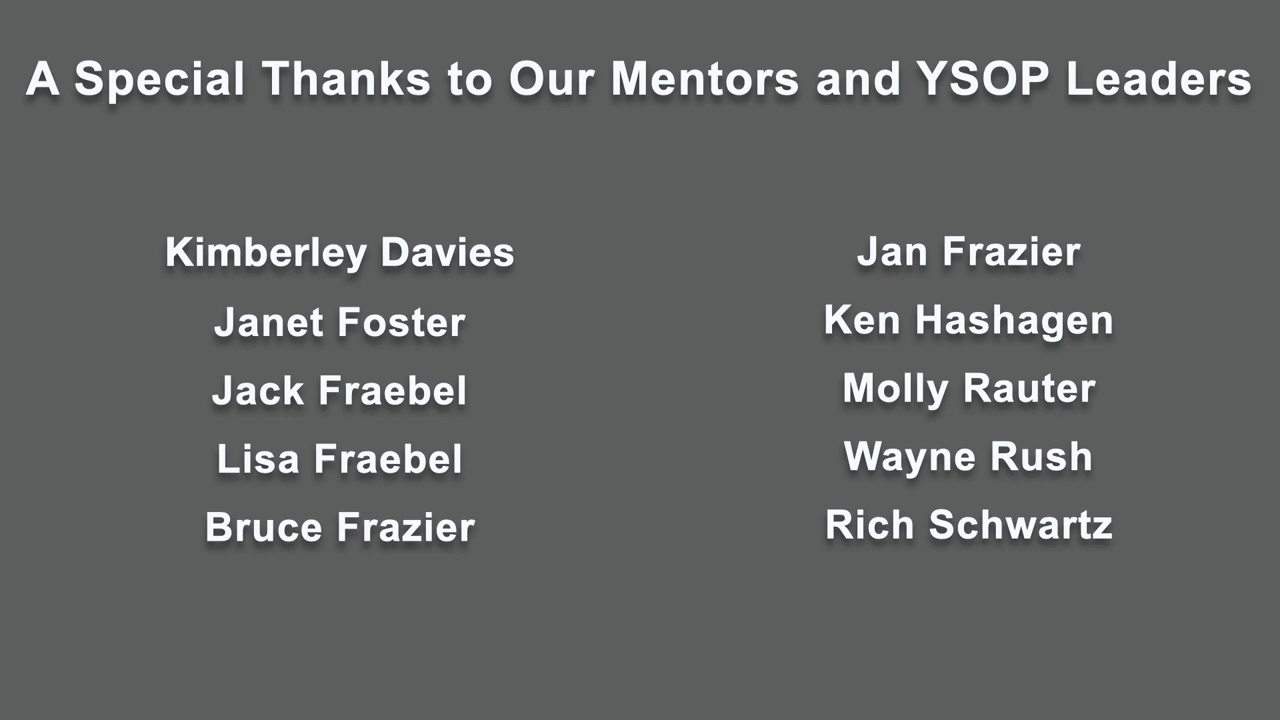 A Special Thanks to Our Mentors and YSOP Leaders
Kimberley Davies
Janet Foster
Jack Fraebel
Lisa Fraebel
Bruce Frazier
Jan Frazier
Ken Hashagen
Molly Rauter
Wayne Rush
Rich Schwartz